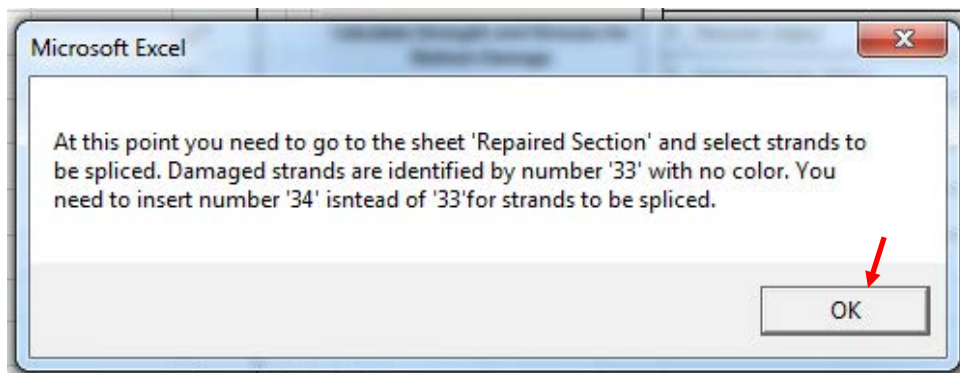 Microsoft Excel
At this point you need to go to the sheet 'Repaired Section' and select strands to
be spliced. Damaged strands are identified by number '33' with no color. You
need to insert number '34' isntead of '33'for strands to be spliced.
OK